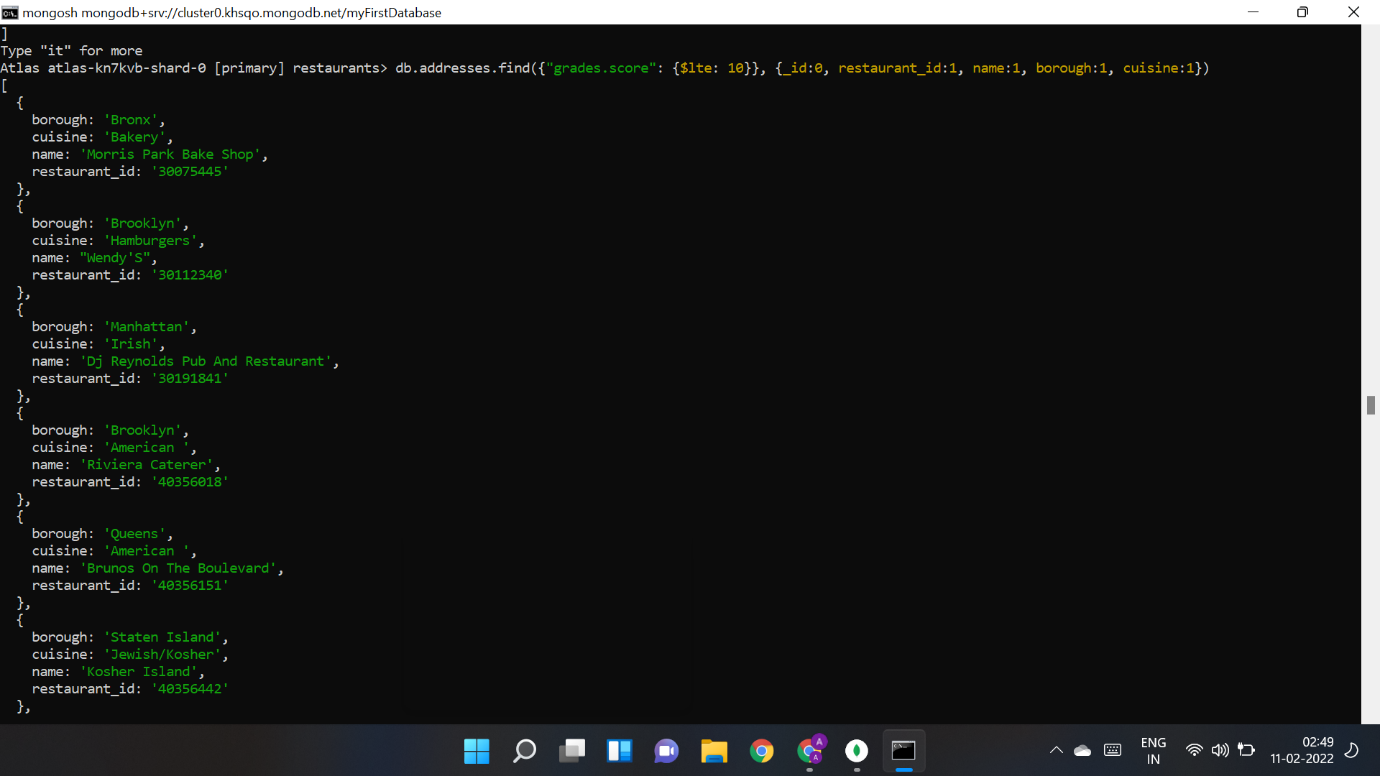 mongosh mongodb+srv://cluster0.khsqo.mongodb.net/myFirstDatabase
]
Type "it" for more
Atlas atlas-kn7kvb-shard-0 [primary] restaurants> db.addresses.find({"grades.score": {$lte: 10}}, {_id:0, restaurant_id:1, name:1, borough:1, cuisine:1})
[
  {
    borough: 'Bronx',
    cuisine: 'Bakery',
    name: 'Morris Park Bake Shop',
    restaurant_id: '30075445'
  },
  {
    borough: 'Brooklyn',
    cuisine: 'Hamburgers',
    name: "Wendy'S",
    restaurant_id: '30112340'
  },
  {
    borough: 'Manhattan',
    cuisine: 'Irish',
    name: 'Dj Reynolds Pub And Restaurant',
    restaurant_id: '30191841'
  },
  {
    borough: 'Brooklyn',
    cuisine: 'American ',
    name: 'Riviera Caterer',
    restaurant_id: '40356018'
  },
  {
    borough: 'Queens',
    cuisine: 'American ',
    name: 'Brunos On The Boulevard',
    restaurant_id: '40356151'
  },
  {
    borough: 'Staten Island',
    cuisine: 'Jewish/Kosher',
    name: 'Kosher Island',
    restaurant_id: '40356442'
  },
ENG
IN
02:49
11-02-2022